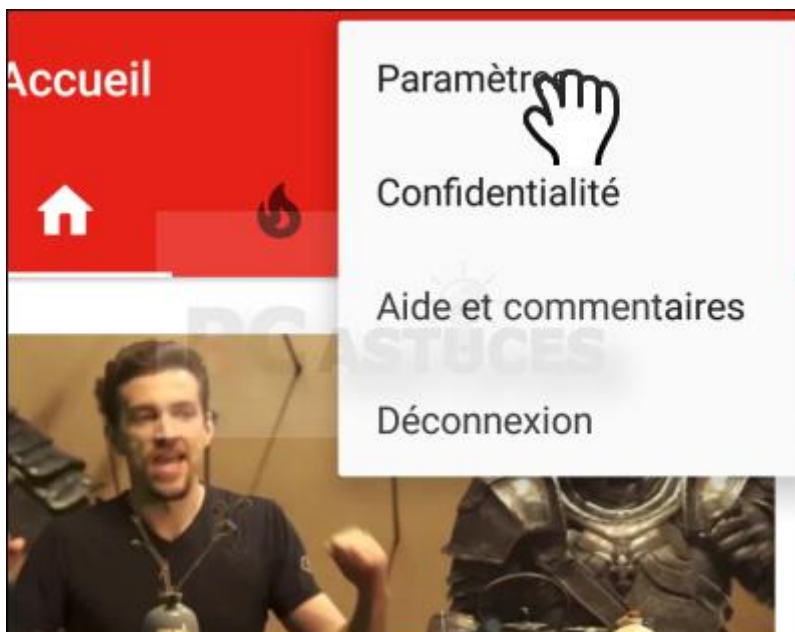 Accueil
Paramètres
Confidentialité
Aide et commentaires
Déconnexion
PC ASTUCES